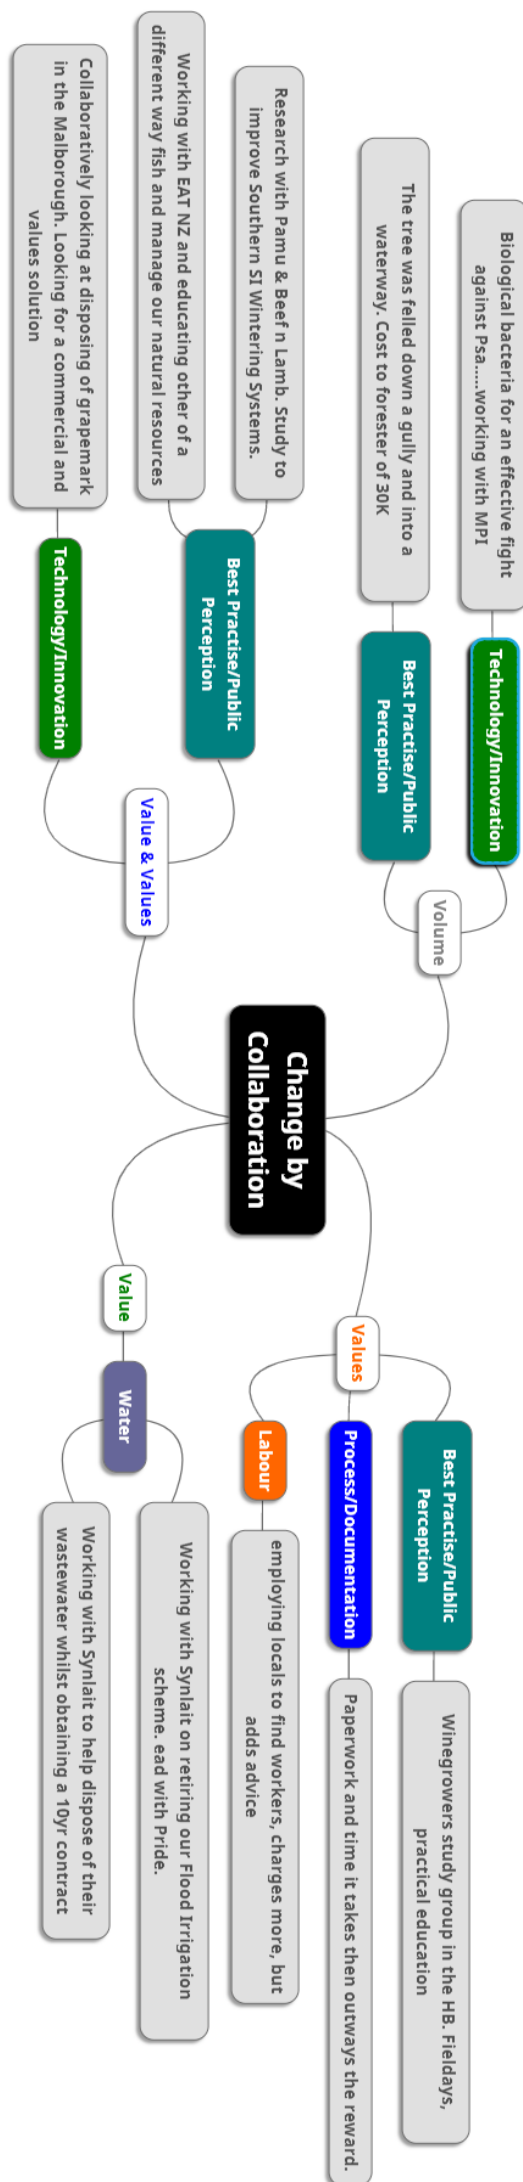 Change by
Collaboration
Volume
Technology/Innovation
Biological bacteria for an effective fight
against Psa.....working with MPI
Best Practise/Public
Perception
The tree was felled down a gully and into a
waterway. Cost to forester of 30K
Value & Values
Best Practise/Public
Perception
Research with Pamu & Beef n Lamb. Study to
improve Southern SI Wintering Systems.
Working with EAT NZ and educating other of a
different way fish and manage our natural resources
Technology/Innovation
Collaboratively looking at disposing of grapemark
in the Malborough. Looking for a commercial and
values solution
Values
Best Practise/Public
Perception
Winegrowers study group in the HB. Fieldays,
practical education
Process/Documentation
Paperwork and time it takes then outways the reward.
Labour
employing locals to find workers, charges more, but
adds advice
Value
Water
Working with Synlait on retiring our Flood Irrigation
scheme. ead with Pride.
Working with Synlait to help dispose of their
wastewater whilst obtaining a 10yr contract